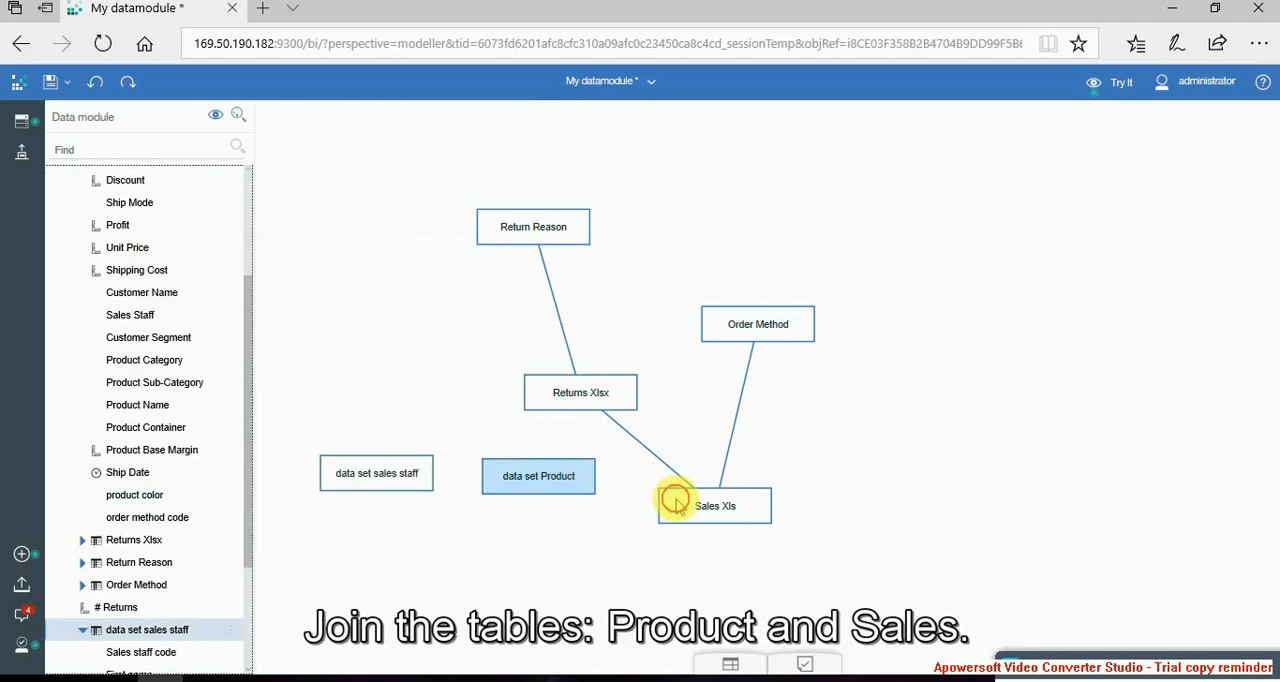 My datamodule *
169.50.190.182:9300/bi/?perspective=modeller&tid=6073fd6201afc8cfc310a09afc0c23450ca8c4cd_sessionTemp&objRef=i8CE03F358B2B4704B9DD99F5B6
My datamodule *
Try It
administrator
Data module
Find
Discount
Ship Mode
Profit
Unit Price
Shipping Cost
Customer Name
Sales Staff
Customer Segment
Product Category
Product Sub-Category
Product Name
Product Container
Product Base Margin
Ship Date
product color
order method code
Returns Xlsx
Return Reason
Order Method
# Returns
data set sales staff
Sales staff code
Return Reason
Order Method
Returns Xlsx
data set sales staff
data set Product
Sales Xls
4
Join the tables: Product and Sales.
Apowersoft Video Converter Studio - Trial copy reminder